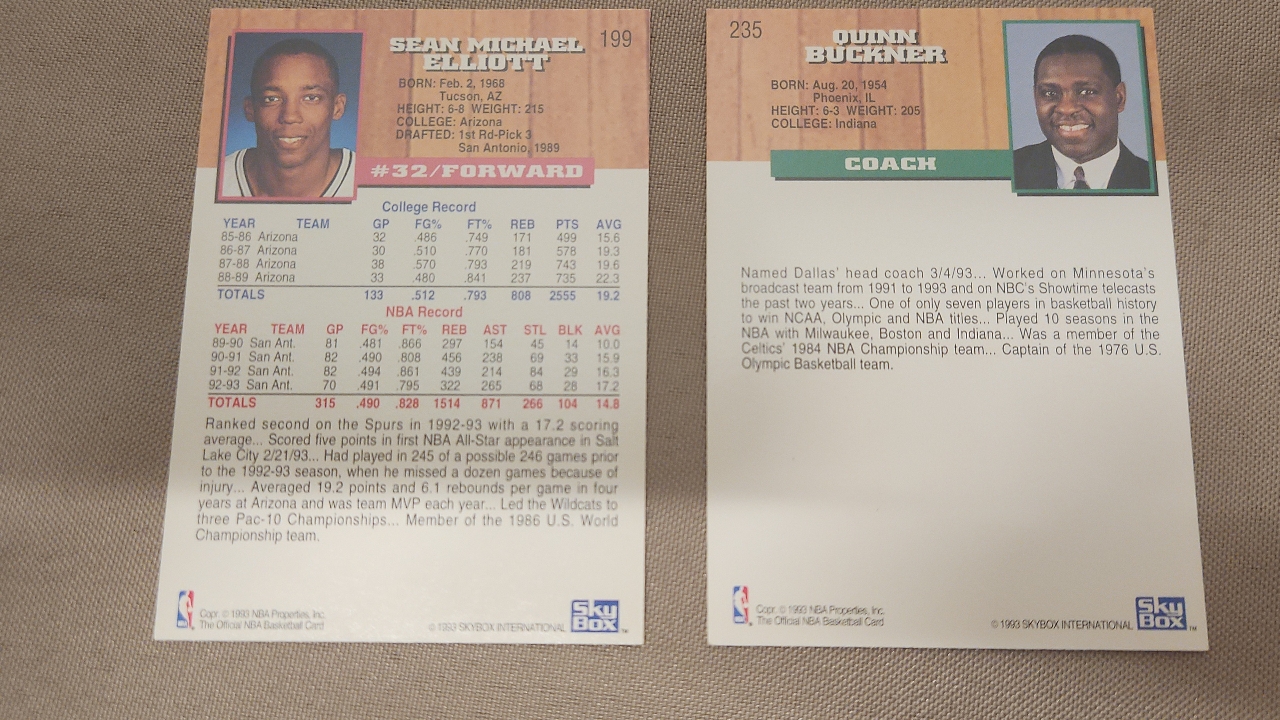 SEAN MICHAEL
ELLIOTT
199
BORN: Feb. 2, 1968
Tucson, AZ
HEIGHT: 6-8 WEIGHT: 215
COLLEGE: Arizona
DRAFTED: 1st Rd-Pick 3
San Antonio, 1989
#32/FORWARD
College Record
YEAR TEAM GP FG% FT% REB PTS AVG
85-86 Arizona 32 .486 .749 171 499 15.6
86-87 Arizona 30 .510 .770 181 578 19.3
87-88 Arizona 38 .570 .793 219 743 19.6
88-89 Arizona 33 .480 .841 237 735 22.3
TOTALS 133 .512 .793 808 2555 19.2
NBA Record
YEAR TEAM GP FG% FT% REB AST STL BLK AVG
89-90 San Ant. 81 .481 .866 297 154 45 14 10.0
90-91 San Ant. 82 .490 .808 456 238 69 33 15.9
91-92 San Ant. 82 .494 .861 439 214 84 29 16.3
92-93 San Ant. 70 .491 .795 322 265 68 28 17.2
TOTALS 315 .490 .828 1514 871 266 104 14.8
Ranked second on the Spurs in 1992-93 with a 17.2 scoring
average... Scored five points in first NBA All-Star appearance in Salt
Lake City 2/21/93... Had played in 245 of a possible 246 games prior
to the 1992-93 season, when he missed a dozen games because of
injury... Averaged 19.2 points and 6.1 rebounds per game in four
years at Arizona and was team MVP each year... Led the Wildcats to
three Pac-10 Championships... Member of the 1986 U.S. World
Championship team.
Copr. © 1993 NBA Properties, Inc.
The Official NBA Basketball Card
© 1993 SKYBOX INTERNATIONAL
Sky
Box™
235
QUINN
BUCKNER
BORN: Aug. 20, 1954
Phoenix, IL
HEIGHT: 6-3 WEIGHT: 205
COLLEGE: Indiana
COACH
Named Dallas' head coach 3/4/93... Worked on Minnesota's
broadcast team from 1991 to 1993 and on NBC's Showtime telecasts
the past two years... One of only seven players in basketball history
to win NCAA, Olympic and NBA titles... Played 10 seasons in the
NBA with Milwaukee, Boston and Indiana... Was a member of the
Celtics' 1984 NBA Championship team... Captain of the 1976 U.S.
Olympic Basketball team.
Copr. © 1993 NBA Properties, Inc.
The Official NBA Basketball Card
© 1993 SKYBOX INTERNATIONAL
Sky
Box™